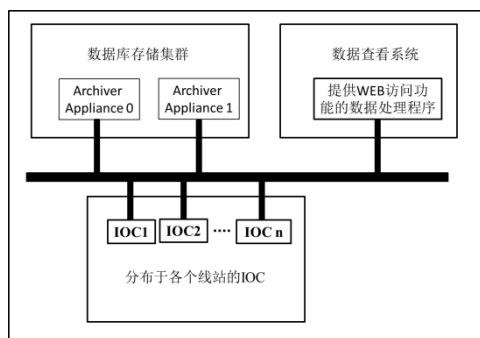 数据库存储集群
数据查看系统
Archiver
Appliance 0
Archiver
Appliance 1
提供WEB访问功
能的数据处理程序
IOC1
IOC2
....
IOC n
分布于各个线站的IOC